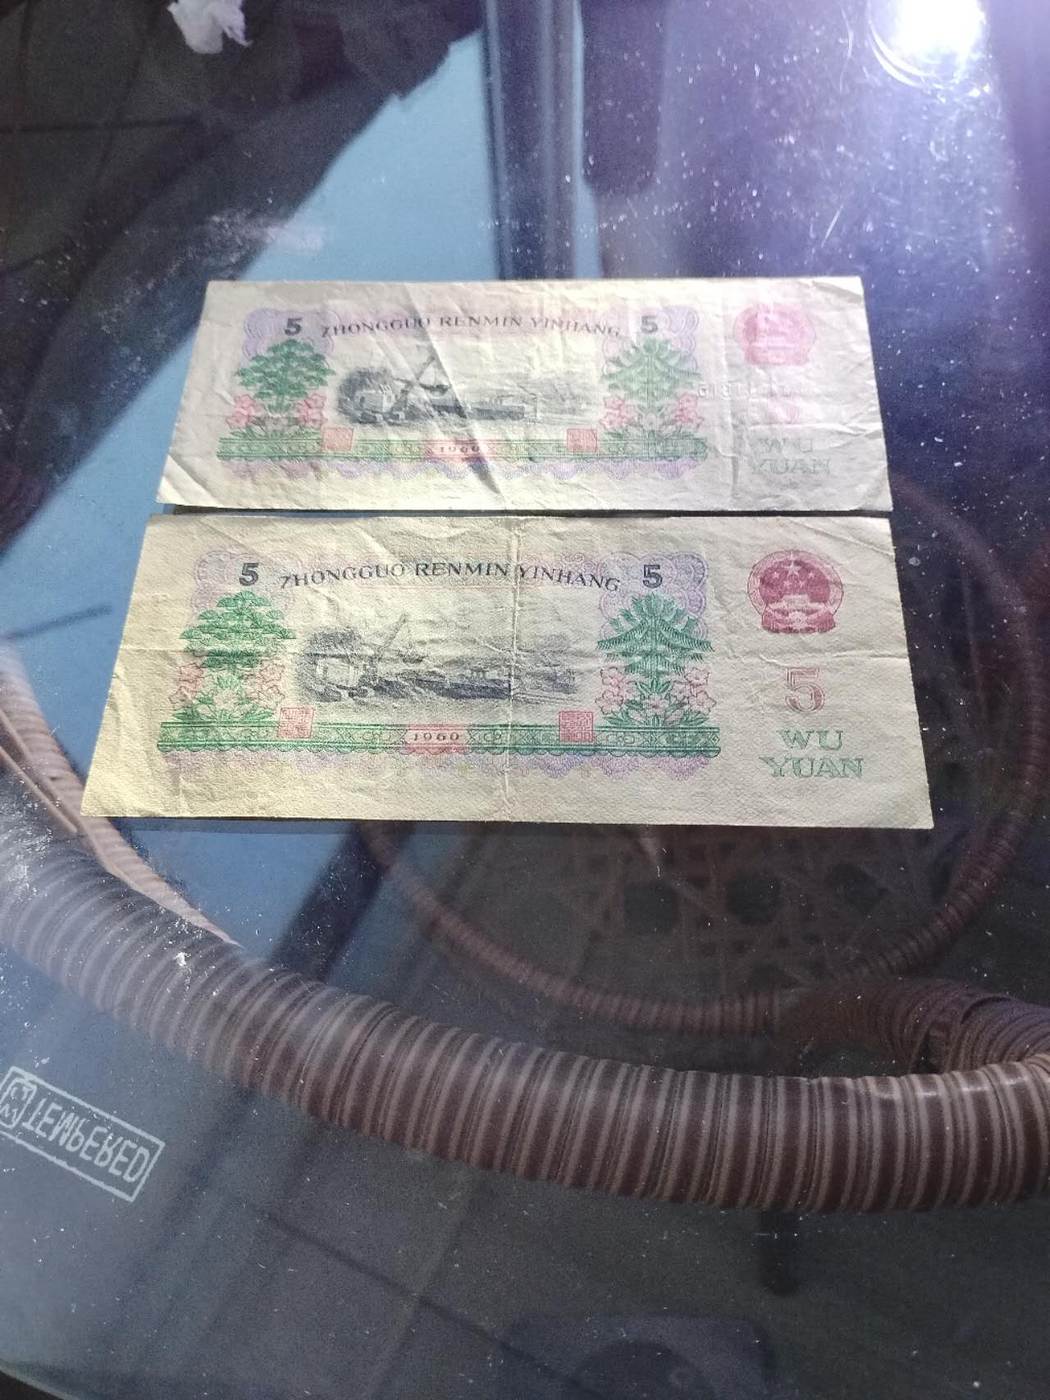 5 ZHONGGUO RENMIN YINHANG 5
1960
WU
YUAN
5 ZHONGGUO RENMIN YINHANG 5
5
1960
WU
YUAN
TEMPERED